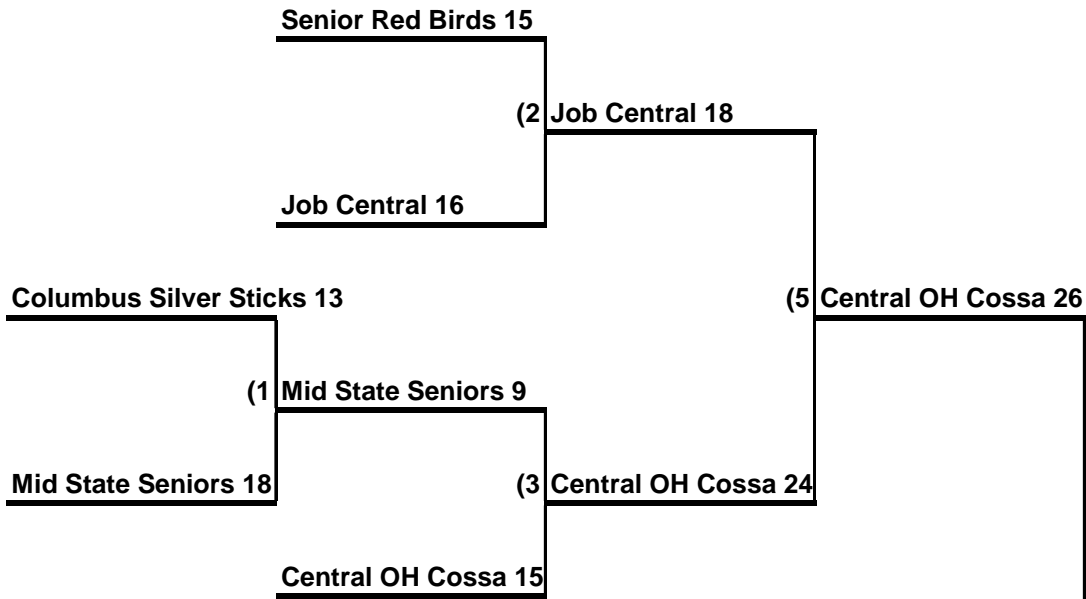 Senior Red Birds 15
(2 Job Central 18
Job Central 16
Columbus Silver Sticks 13
(5 Central OH Cossa 26
(1 Mid State Seniors 9
Mid State Seniors 18
(3 Central OH Cossa 24
Central OH Cossa 15